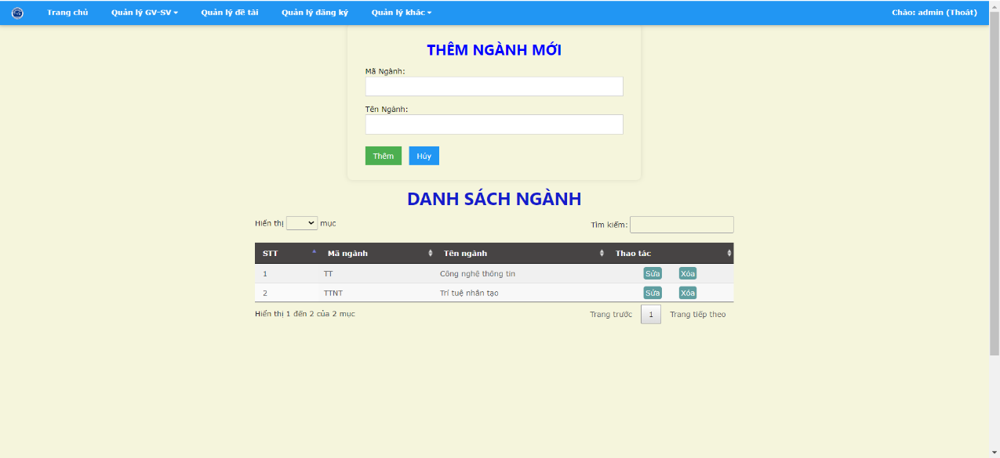 Trang chủ Quản lý GV-SV Quản lý đề tài Quản lý đăng ký Quản lý khác Chào: admin (Thoát)
THÊM NGÀNH MỚI
Mã Ngành:
Tên Ngành:
Thêm Hủy
DANH SÁCH NGÀNH
Hiển thị mục Tìm kiếm:
STT Mã ngành Tên ngành Thao tác
1 TT Công nghệ thông tin Sửa Xóa
2 TTNT Trí tuệ nhân tạo Sửa Xóa
Hiển thị 1 đến 2 của 2 mục Trang trước 1 Trang tiếp theo